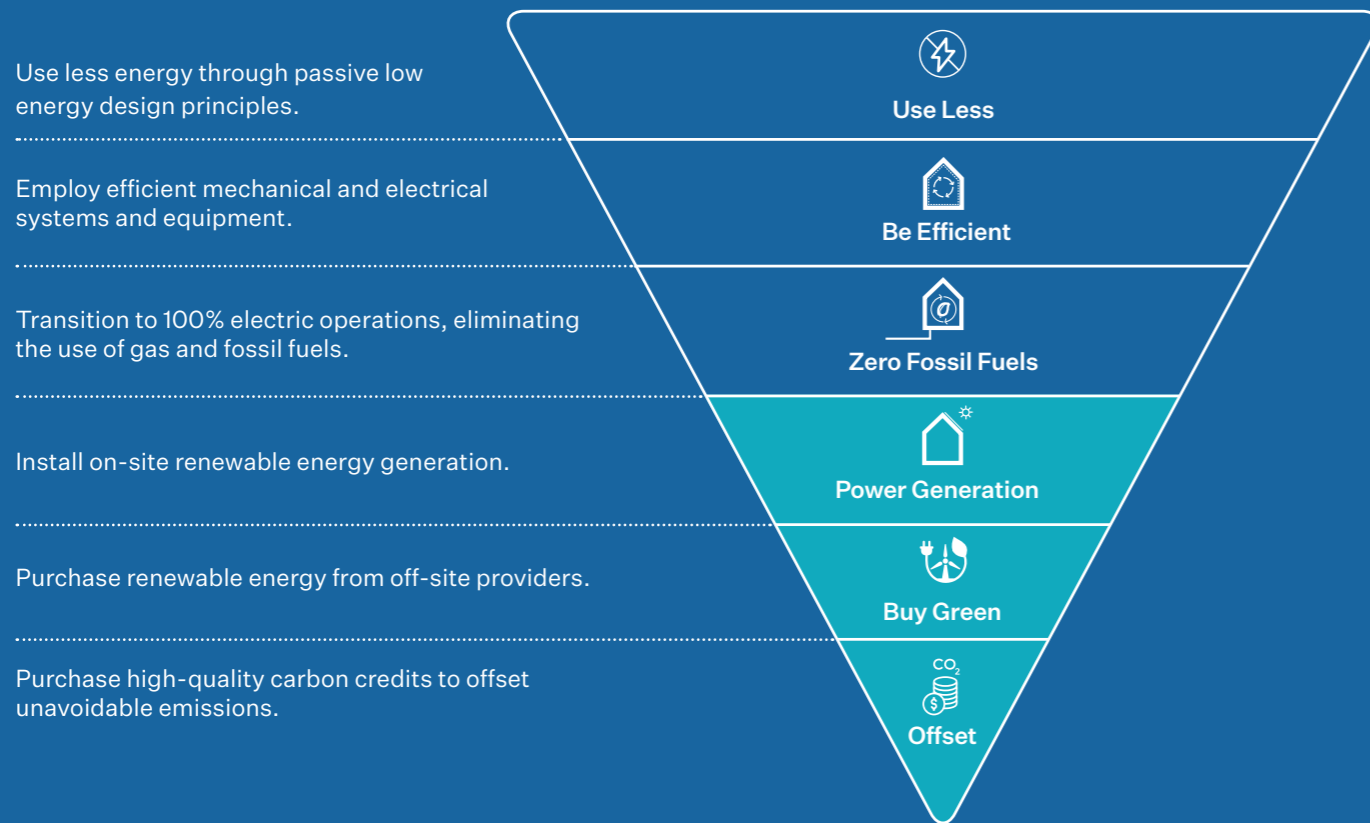 Use less energy through passive low
energy design principles.
Use Less
Employ efficient mechanical and electrical
systems and equipment.
Be Efficient
Transition to 100% electric operations, eliminating
the use of gas and fossil fuels.
0
Zero Fossil Fuels
Install on-site renewable energy generation.
Power Generation
Purchase renewable energy from off-site providers.
Buy Green
Purchase high-quality carbon credits to offset
unavoidable emissions.
CO₂
$
Offset